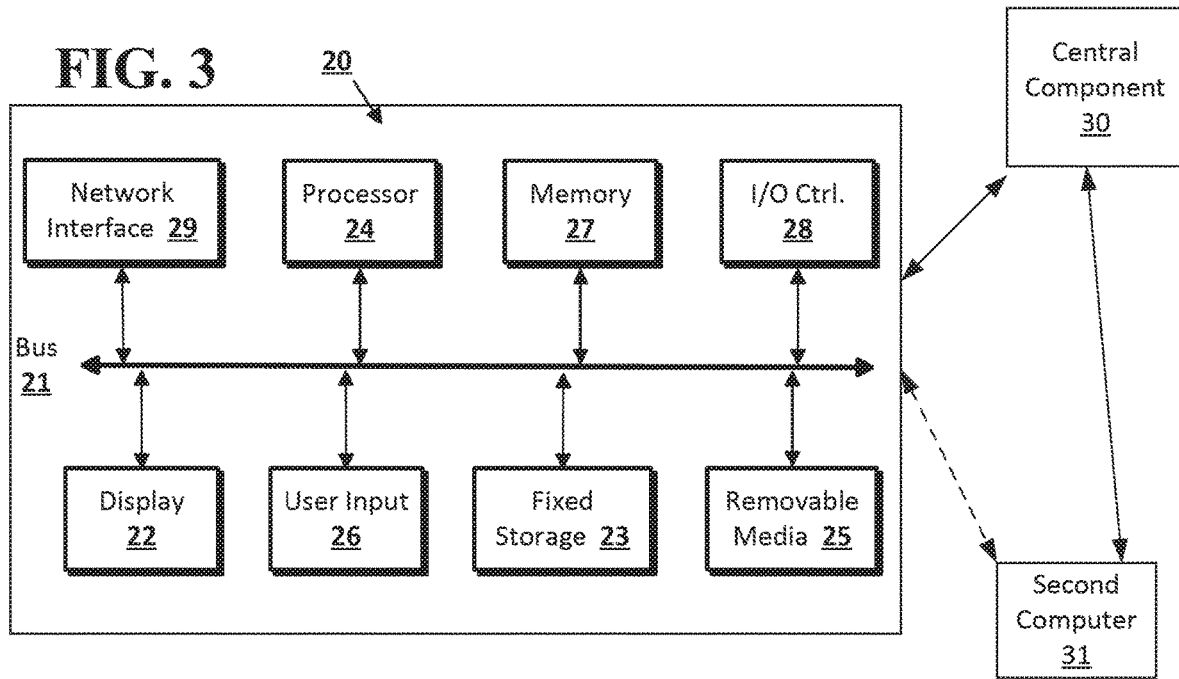 FIG. 3
20
Central
Component
30
Network
Interface 29
Processor
24
Memory
27
I/O Ctrl.
28
Bus
21
Display
22
User Input
26
Fixed
Storage 23
Removable
Media 25
Second
Computer
31